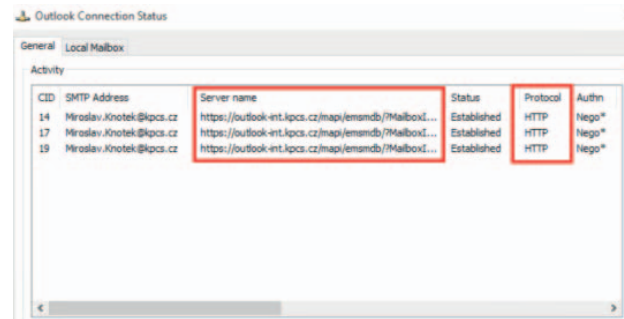 Outlook Connection Status
General Local Mailbox
Activity
CID SMTP Address Server name Status Protocol Authn
14 Miroslav.Knotek@kpcs.cz https://outlook-int.kpcs.cz/mapi/emsmdb/?MailboxI... Established HTTP Nego*
17 Miroslav.Knotek@kpcs.cz https://outlook-int.kpcs.cz/mapi/emsmdb/?MailboxI... Established HTTP Nego*
19 Miroslav.Knotek@kpcs.cz https://outlook-int.kpcs.cz/mapi/emsmdb/?MailboxI... Established HTTP Nego*